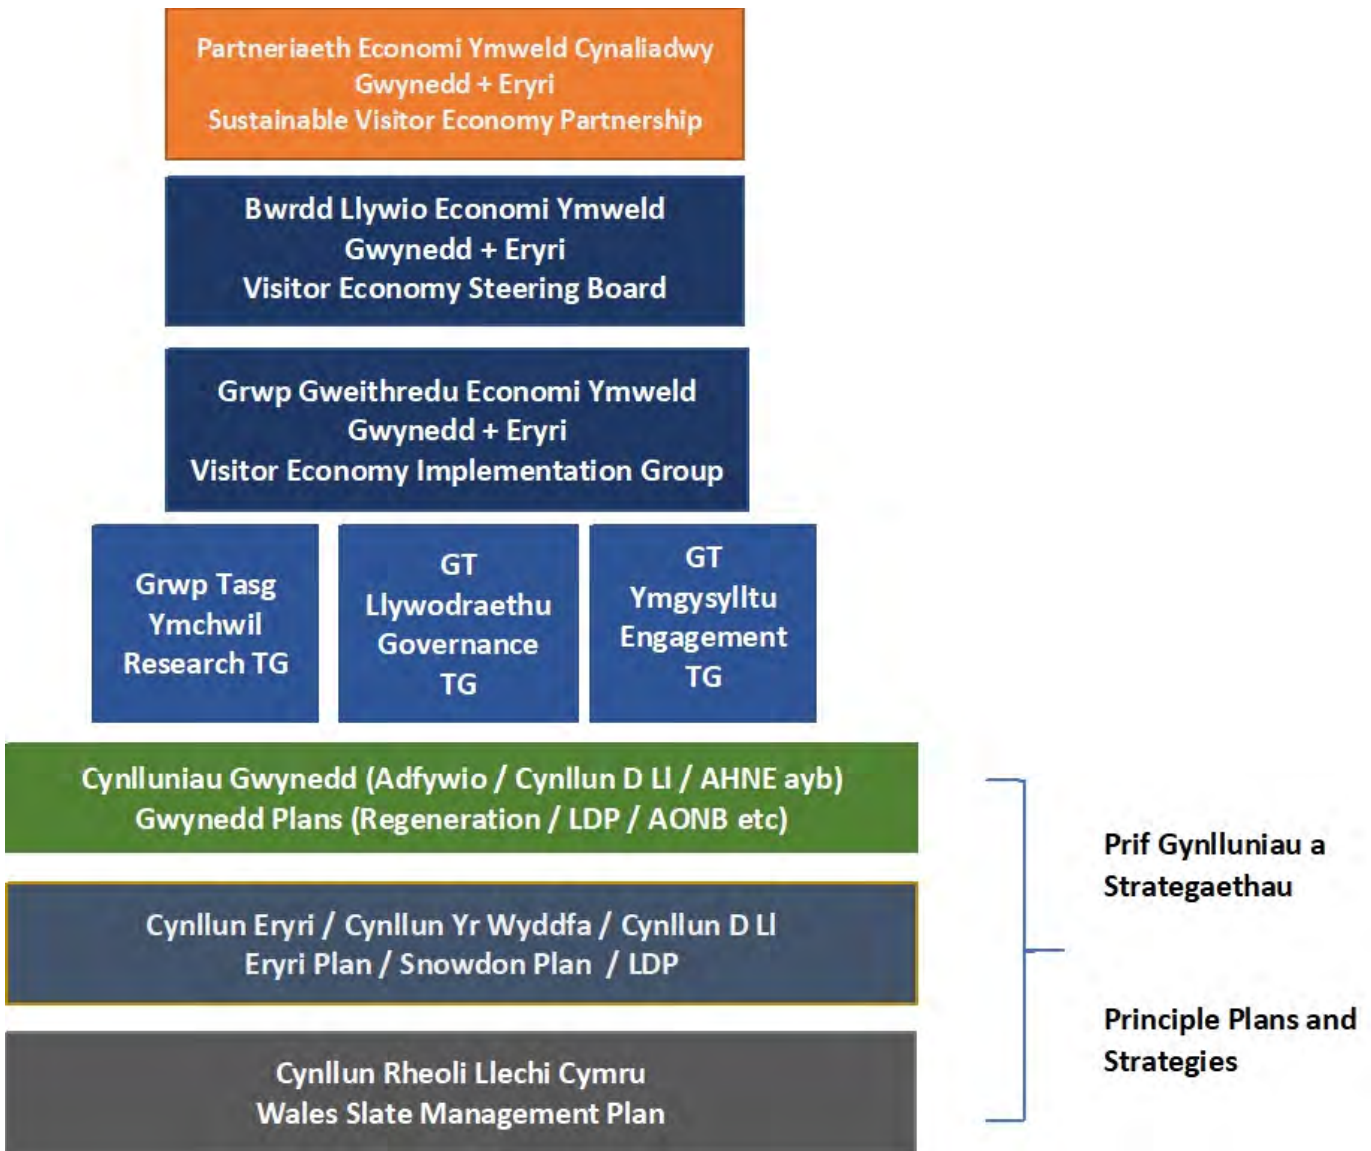 Partneriaeth Economi Ymweld Cynaliadwy
Gwynedd + Eryri
Sustainable Visitor Economy Partnership
Bwrdd Llywio Economi Ymweld
Gwynedd + Eryri
Visitor Economy Steering Board
Grwp Gweithredu Economi Ymweld
Gwynedd + Eryri
Visitor Economy Implementation Group
Grwp Tasg
Ymchwil
Research TG
GT
Llywodraethu
Governance
TG
GT
Ymgysylltu
Engagement
TG
Cynlluniau Gwynedd (Adfywio / Cynllun D Ll / AHNE ayb)
Gwynedd Plans (Regeneration / LDP / AONB etc)
Cynllun Eryri / Cynllun Yr Wyddfa / Cynllun D Ll
Eryri Plan / Snowdon Plan / LDP
Cynllun Rheoli Llechi Cymru
Wales Slate Management Plan
Prif Gynlluniau a
Strategaethau
Principle Plans and
Strategies